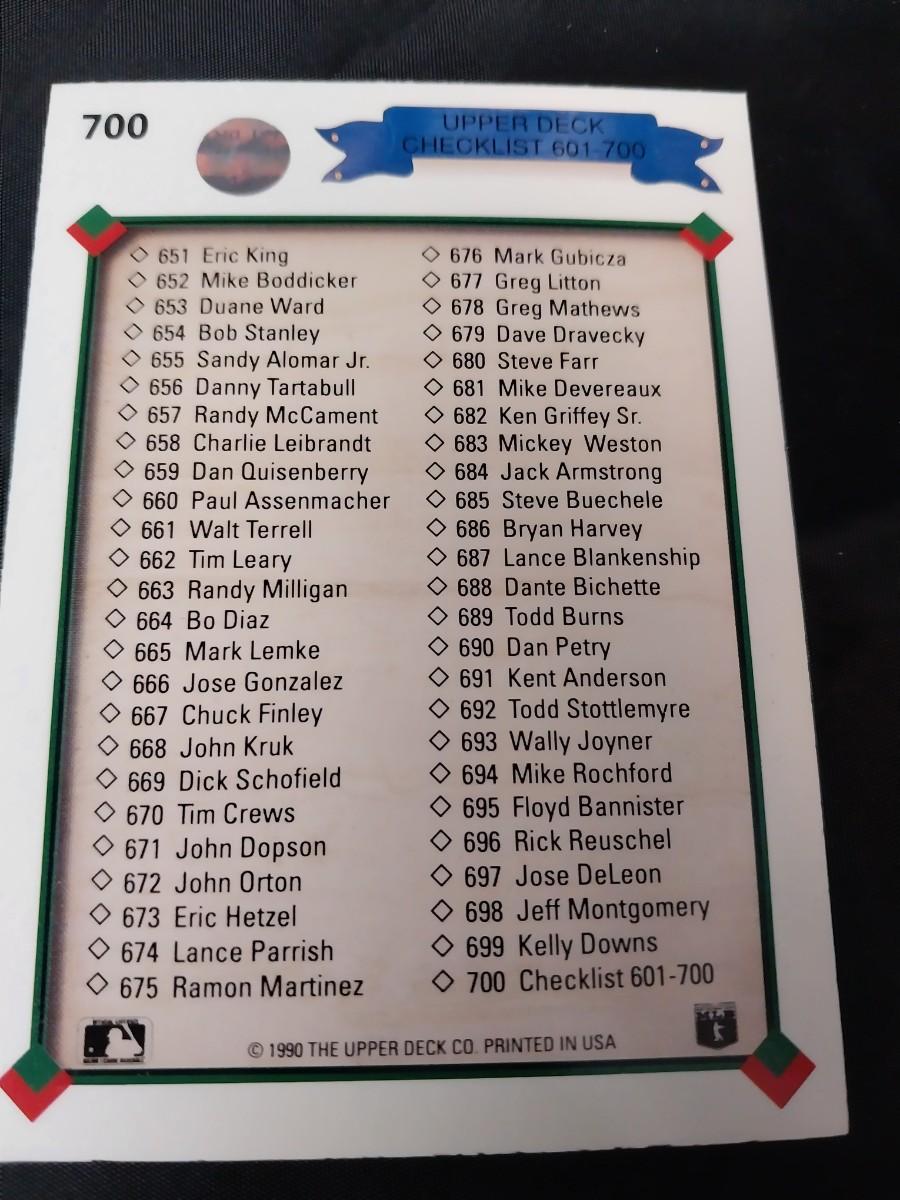 700
UPPER DECK
CHECKLIST 601-700
651 Eric King
652 Mike Boddicker
653 Duane Ward
654 Bob Stanley
655 Sandy Alomar Jr.
656 Danny Tartabull
657 Randy McCament
658 Charlie Leibrandt
659 Dan Quisenberry
660 Paul Assenmacher
661 Walt Terrell
662 Tim Leary
663 Randy Milligan
664 Bo Diaz
665 Mark Lemke
666 Jose Gonzalez
667 Chuck Finley
668 John Kruk
669 Dick Schofield
670 Tim Crews
671 John Dopson
672 John Orton
673 Eric Hetzel
674 Lance Parrish
675 Ramon Martinez
676 Mark Gubicza
677 Greg Litton
678 Greg Mathews
679 Dave Dravecky
680 Steve Farr
681 Mike Devereaux
682 Ken Griffey Sr.
683 Mickey Weston
684 Jack Armstrong
685 Steve Buechele
686 Bryan Harvey
687 Lance Blankenship
688 Dante Bichette
689 Todd Burns
690 Dan Petry
691 Kent Anderson
692 Todd Stottlemyre
693 Wally Joyner
694 Mike Rochford
695 Floyd Bannister
696 Rick Reuschel
697 Jose DeLeon
698 Jeff Montgomery
699 Kelly Downs
700 Checklist 601-700
© 1990 THE UPPER DECK CO. PRINTED IN USA
MLB